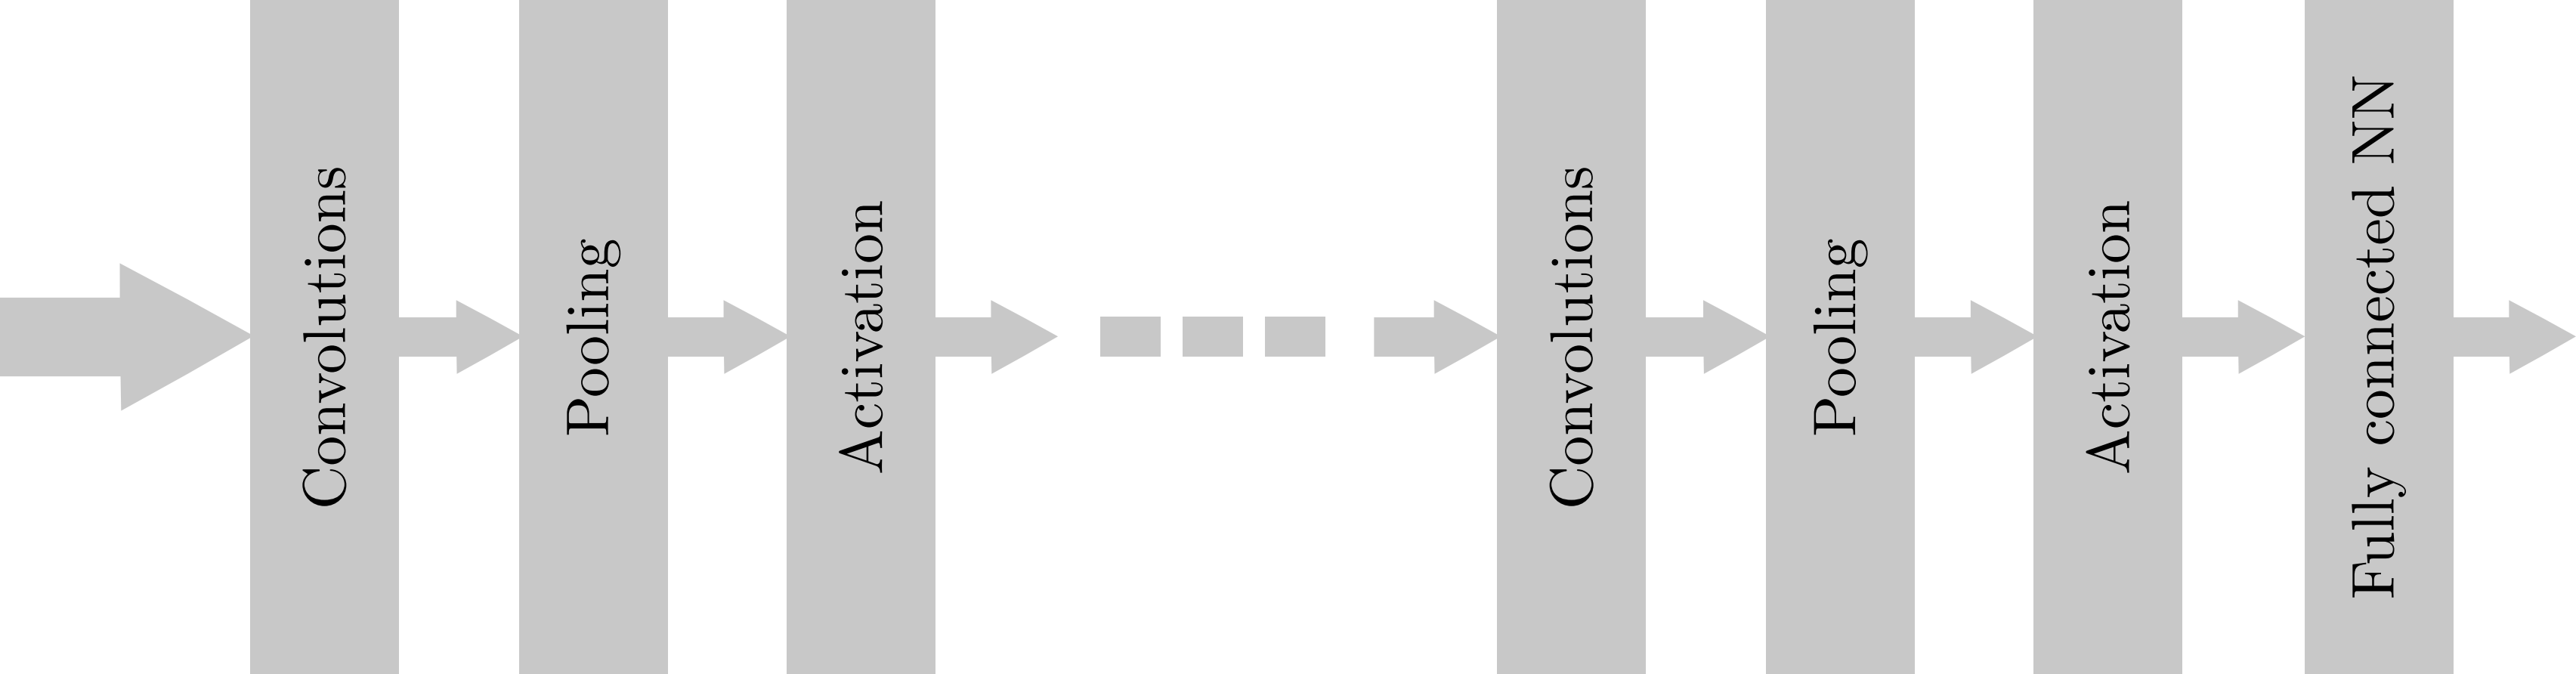 Convolutions
Pooling
Activation
Convolutions
Pooling
Activation
Fully connected NN